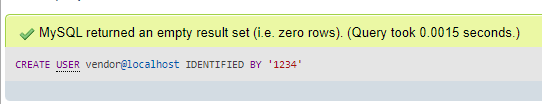 MySQL returned an empty result set (i.e. zero rows). (Query took 0.0015 seconds.)
CREATE USER vendor@localhost IDENTIFIED BY '1234'